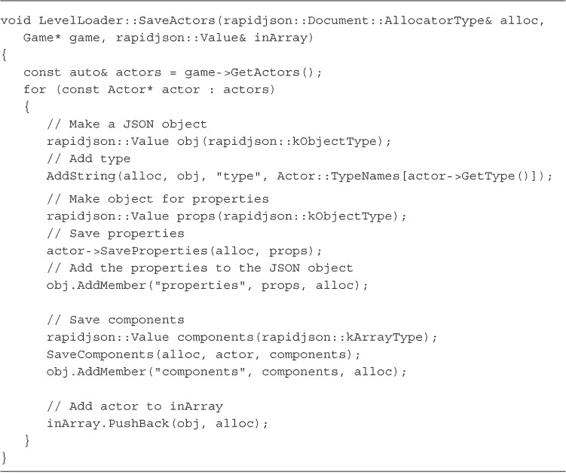 void LevelLoader::SaveActors(rapidjson::Document::AllocatorType& alloc,
   Game* game, rapidjson::Value& inArray)
{
   const auto& actors = game->GetActors();
   for (const Actor* actor : actors)
   {
      // Make a JSON object
      rapidjson::Value obj(rapidjson::kObjectType);
      // Add type
      AddString(alloc, obj, "type", Actor::TypeNames[actor->GetType()]);
      // Make object for properties
      rapidjson::Value props(rapidjson::kObjectType);
      // Save properties
      actor->SaveProperties(alloc, props);
      // Add the properties to the JSON object
      obj.AddMember("properties", props, alloc);

      // Save components
      rapidjson::Value components(rapidjson::kArrayType);
      SaveComponents(alloc, actor, components);
      obj.AddMember("components", components, alloc);

      // Add actor to inArray
      inArray.PushBack(obj, alloc);
   }
}